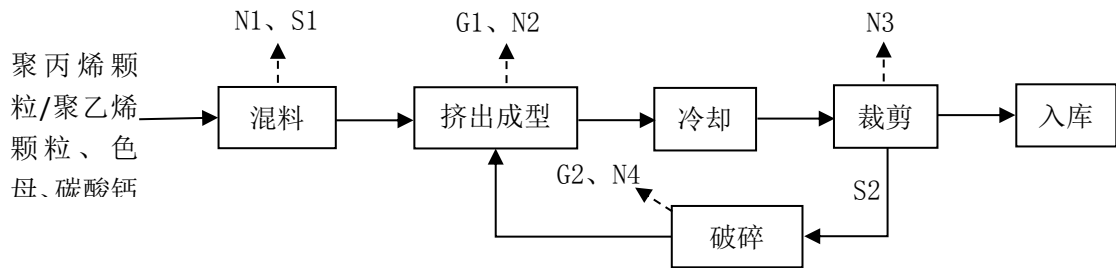 N1、S1
G1、N2
N3
聚丙烯颗
粒/聚乙烯
颗粒、色
母、碳酸钙
混料
挤出成型
冷却
裁剪
入库
G2、N4
S2
破碎